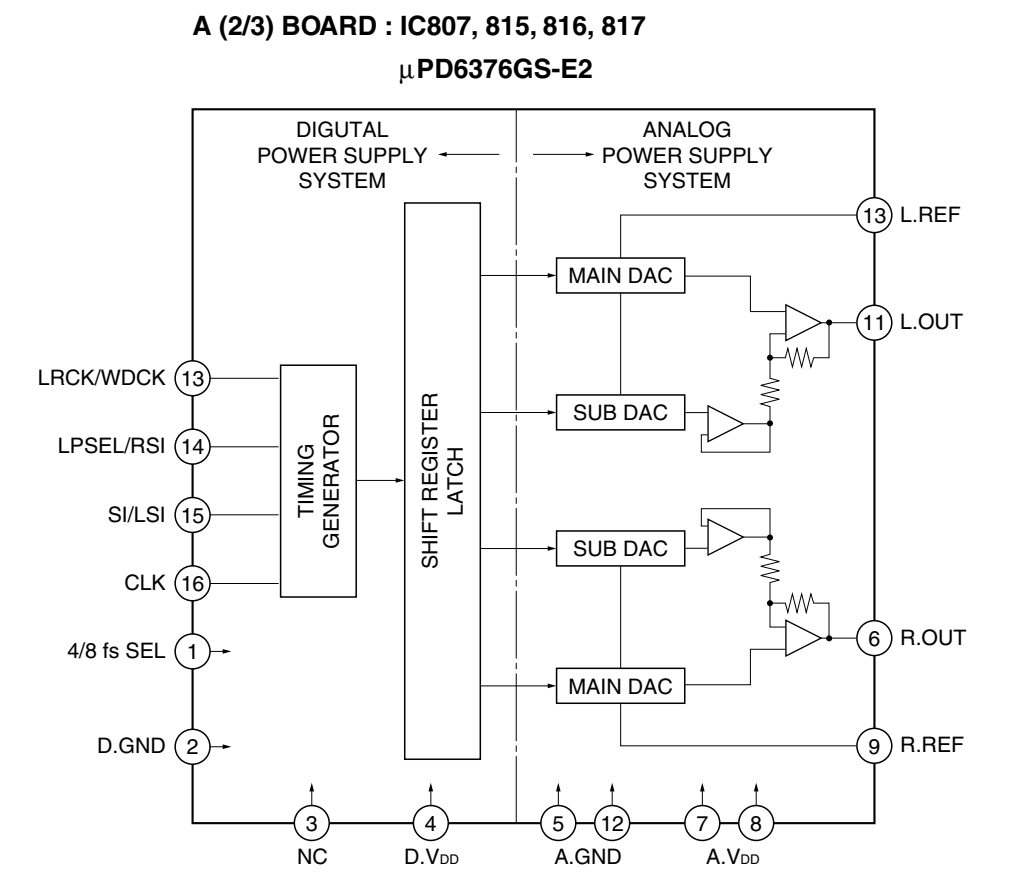 A (2/3) BOARD : IC807, 815, 816, 817
µPD6376GS-E2
DIGUTAL
POWER SUPPLY
SYSTEM
ANALOG
POWER SUPPLY
SYSTEM
13 L.REF
MAIN DAC
11 L.OUT
LRCK/WDCK 13
SUB DAC
LPSEL/RSI 14
TIMING
GENERATOR
SHIFT REGISTER
LATCH
SI/LSI 15
SUB DAC
CLK 16
4/8 fs SEL 1
6 R.OUT
MAIN DAC
D.GND 2
9 R.REF
3 4 5 12 7 8
NC D.VDD A.GND A.VDD